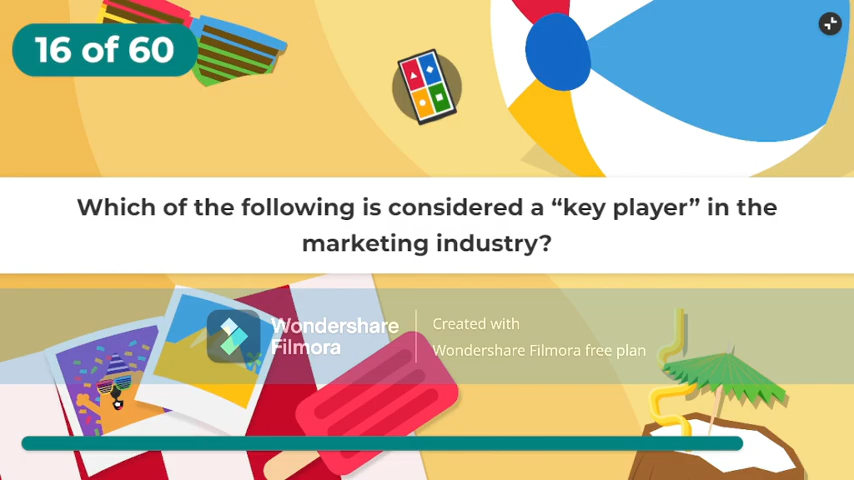 16 of 60
Which of the following is considered a “key player” in the
marketing industry?
Wondershare
Filmora
Created with
Wondershare Filmora free plan